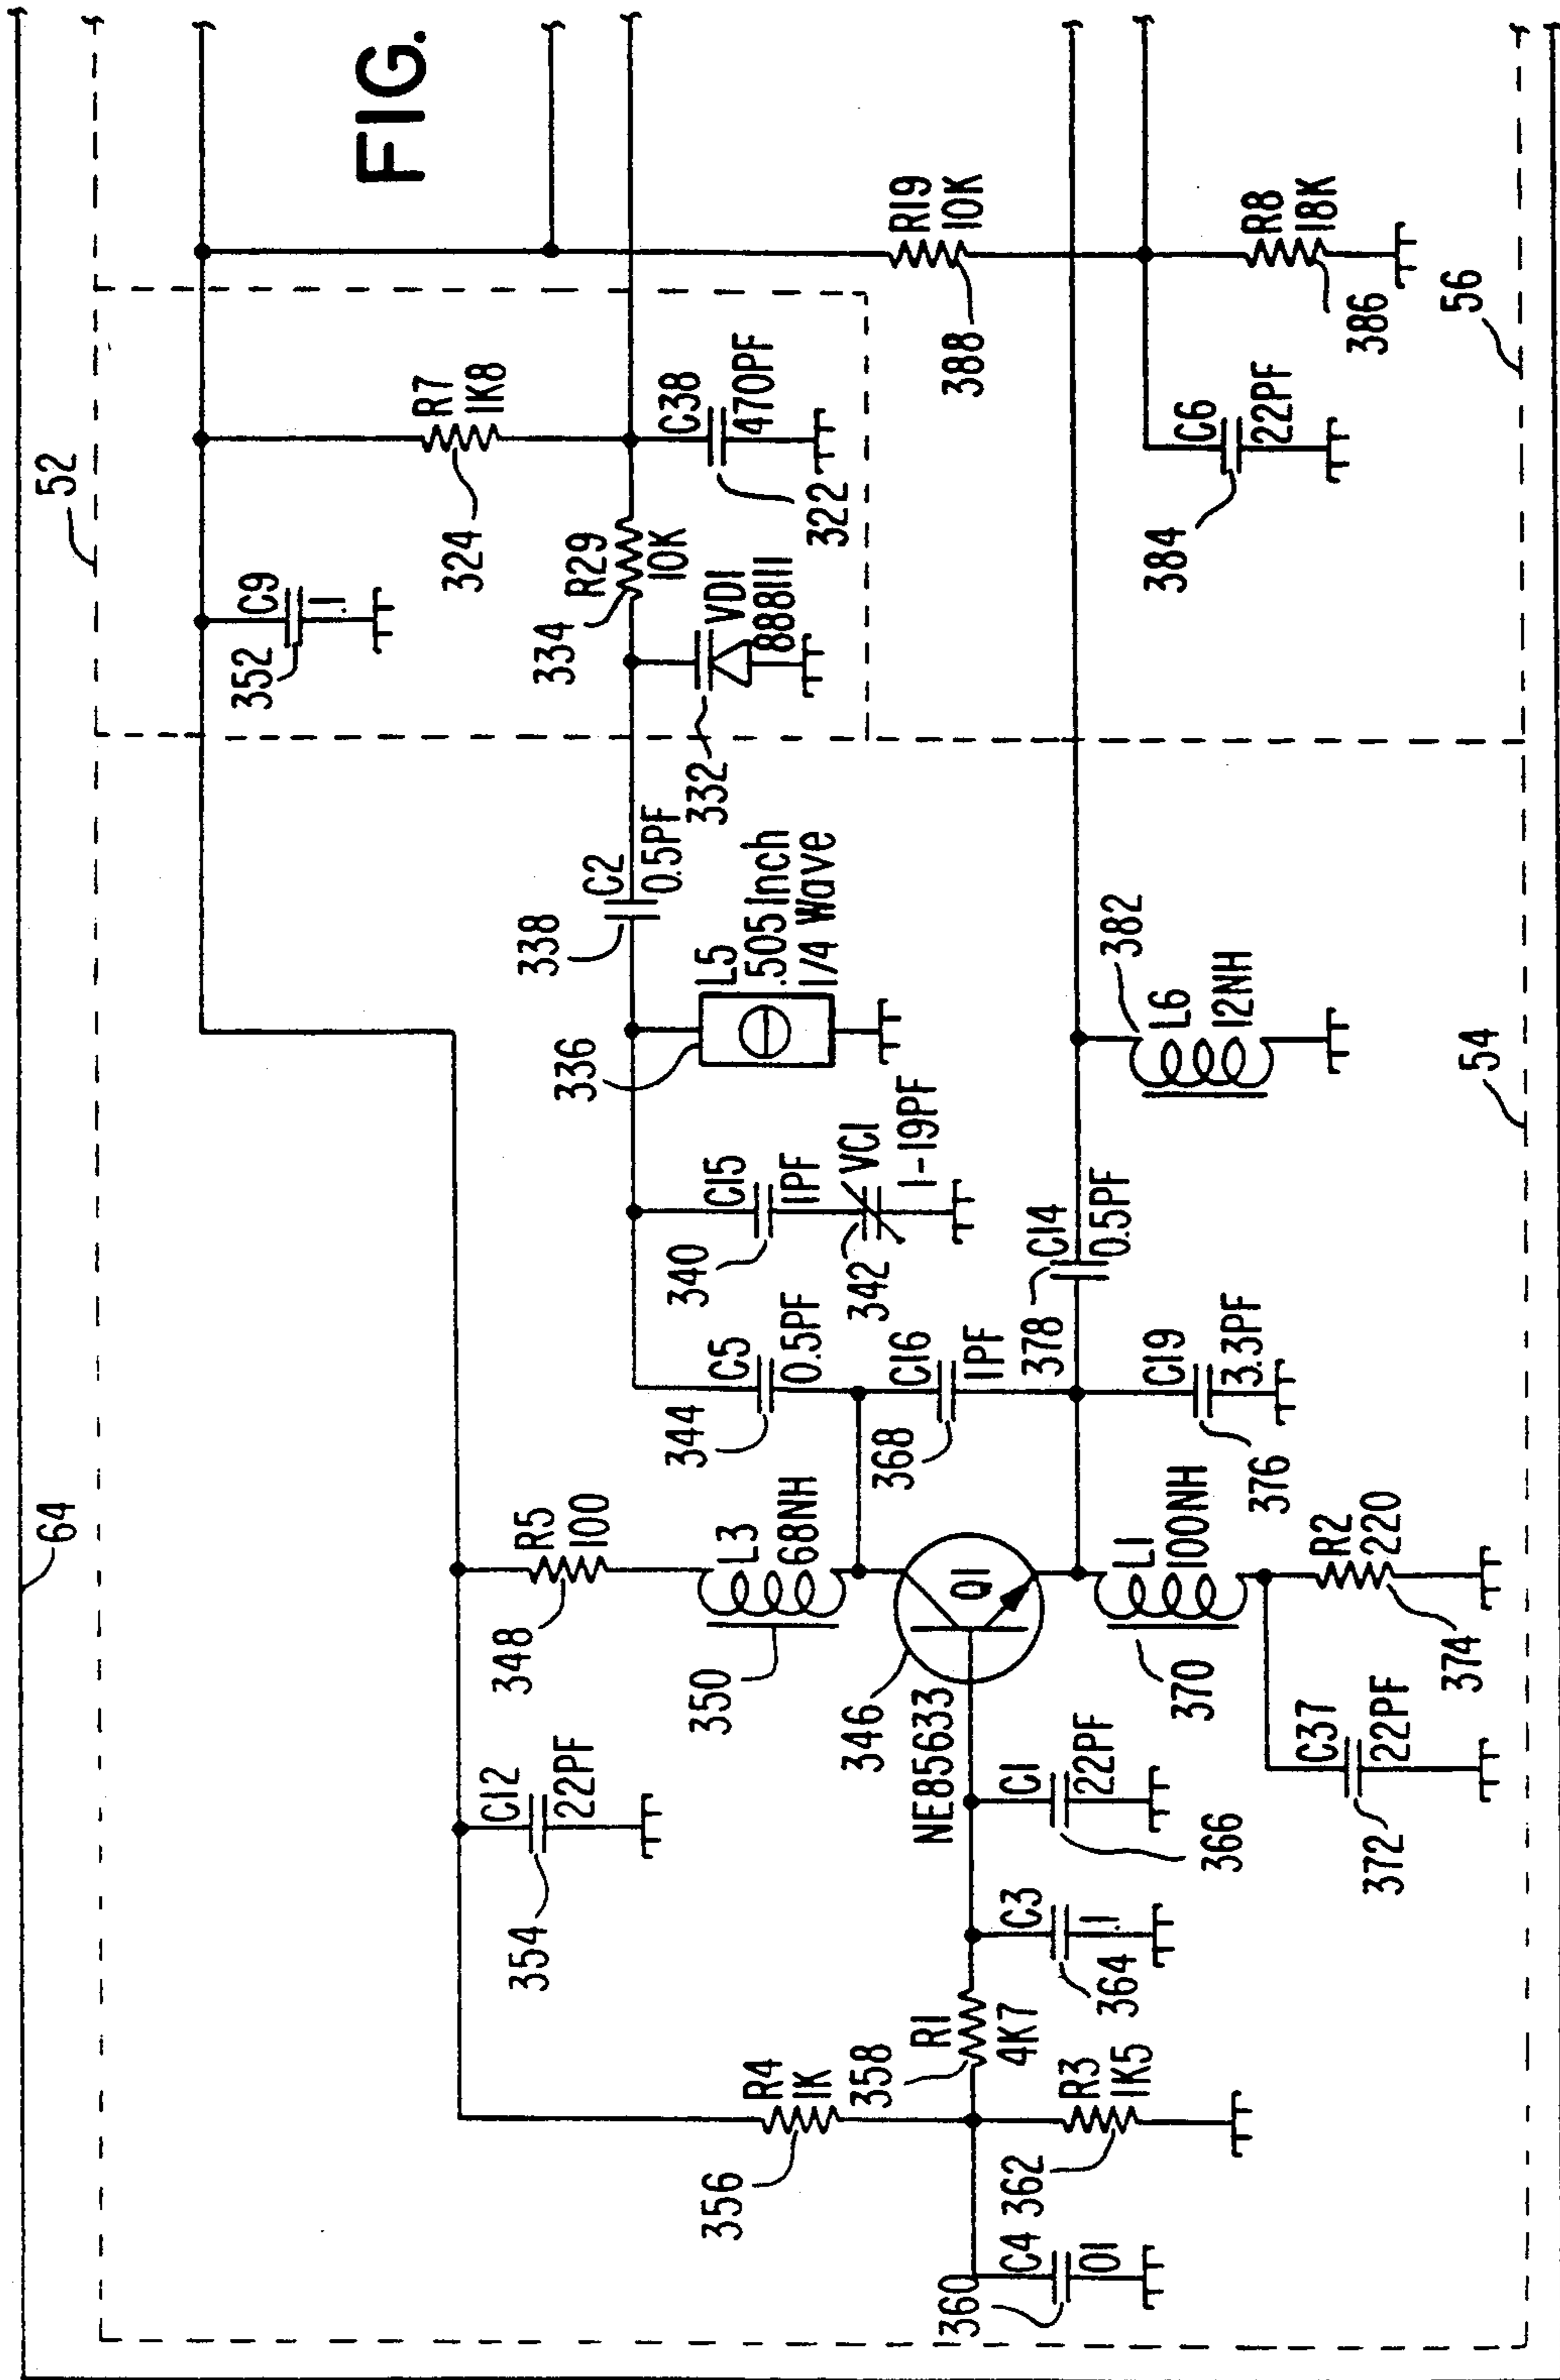 64
52
FIG.
C12
22PF
354
R5
100
348
C9
.1
352
R7
1K8
324
L3
68NH
350
C5
0.5PF
344
C15
1PF
340
VC1
1-19PF
342
L5
.505 Inch
1/4 Wave
336
C2
0.5PF
338
VD1
888111
332
R29
10K
334
C38
470PF
322
R4
1K
356
R1
4K7
358
NE85633
346
Q1
C16
1PF
368
378
C14
0.5PF
R19
10K
388
360
C4
01
R3
1K5
362
C3
.1
364
C1
22PF
366
L1
100NH
370
C19
3.3PF
376
L6
12NH
382
C6
22PF
384
R8
18K
386
C37
22PF
372
R2
220
374
54
56